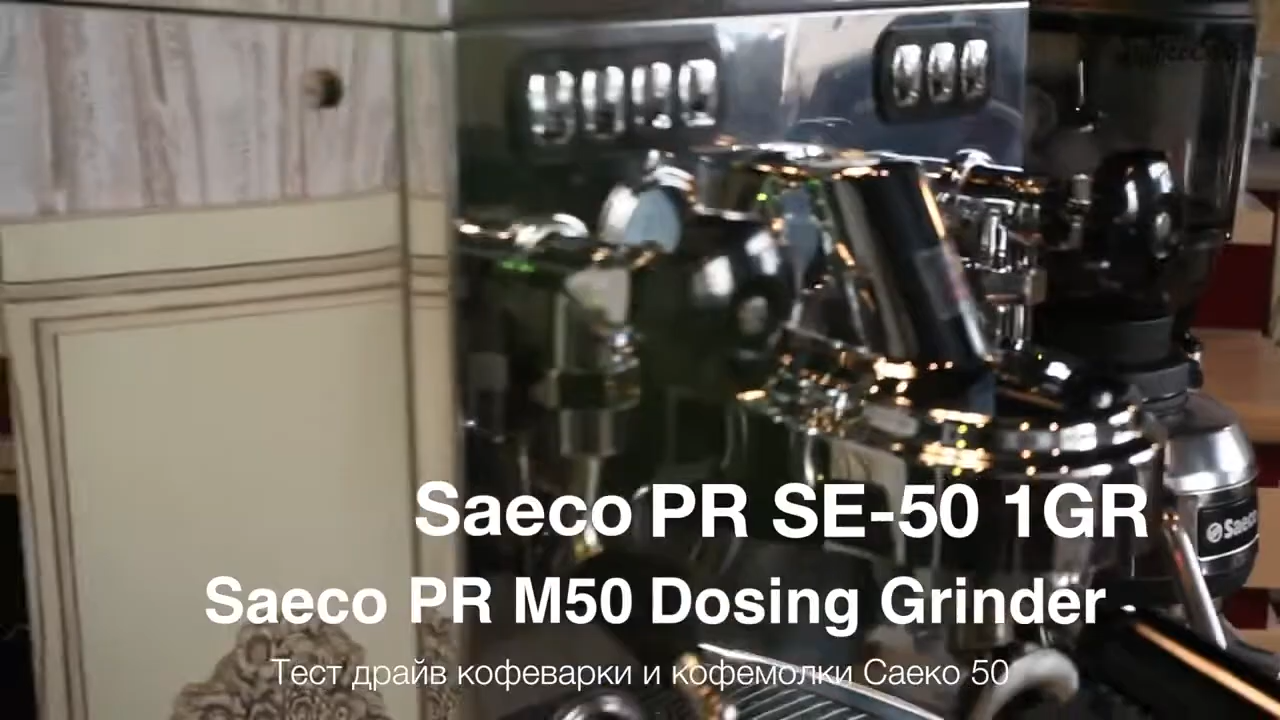 Saeco PR SE-50 1GR
Saeco PR M50 Dosing Grinder
Тест драйв кофеварки и кофемолки Саеко 50
Saeco